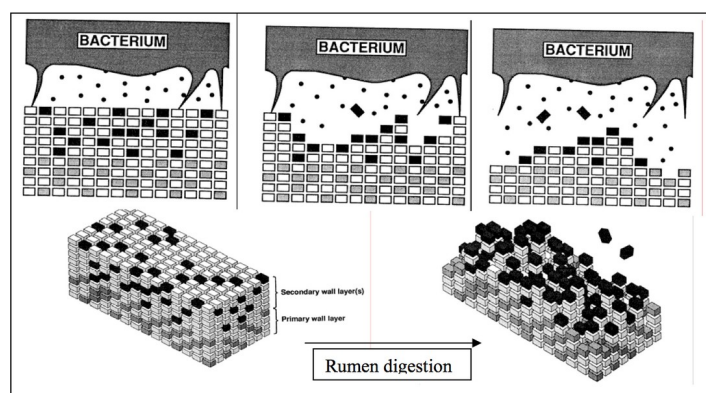 BACTERIUM
BACTERIUM
BACTERIUM
Secondary wall layer(s)
Primary wall layer
Rumen digestion